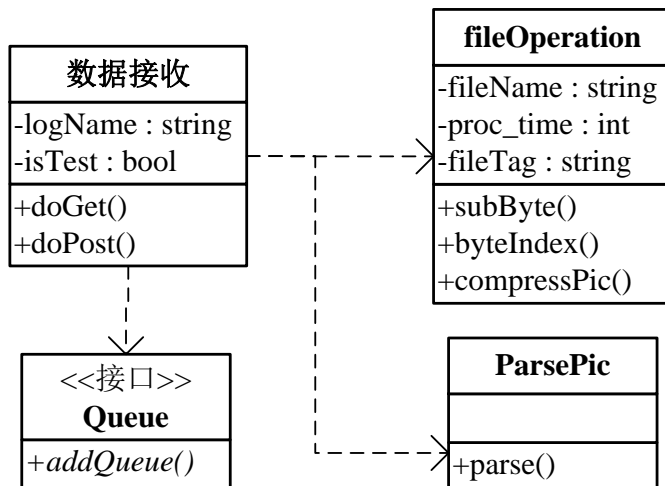 数据接收
-logName : string
-isTest : bool
+doGet()
+doPost()
fileOperation
-fileName : string
-proc_time : int
-fileTag : string
+subByte()
+byteIndex()
+compressPic()
<<接口>>
Queue
+addQueue()
ParsePic
+parse()